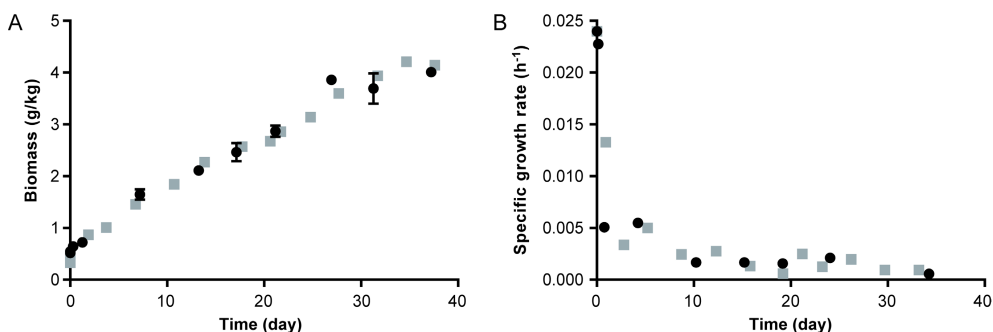 A
Biomass (g/kg)
5
4
3
2
1
0
0 10 20 30 40
Time (day)
B
Specific growth rate (h-1)
0.025
0.020
0.015
0.010
0.005
0.000
0 10 20 30 40
Time (day)